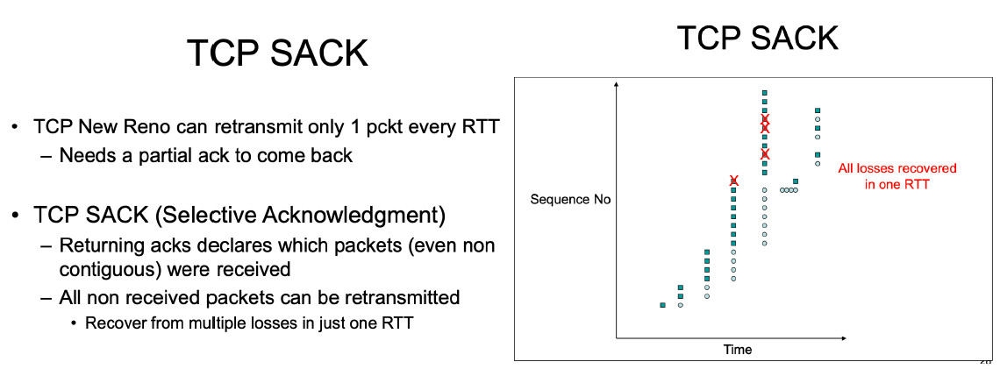 TCP SACK
• TCP New Reno can retransmit only 1 pckt every RTT
– Needs a partial ack to come back
• TCP SACK (Selective Acknowledgment)
– Returning acks declares which packets (even non
contiguous) were received
– All non received packets can be retransmitted
• Recover from multiple losses in just one RTT
TCP SACK
All losses recovered
in one RTT
Sequence No
Time